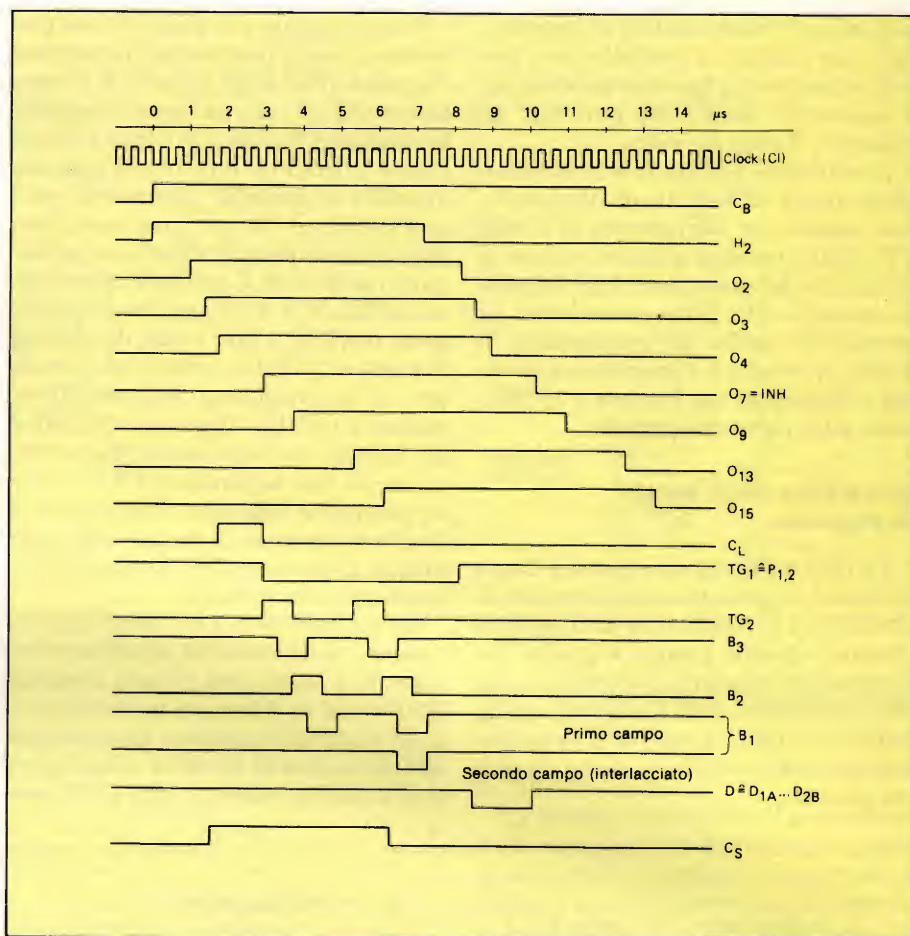 0 1 2 3 4 5 6 7 8 9 10 11 12 13 14 μs
Clock (CI)
C_B
H_2
O_2
O_3
O_4
O_7 = INH
O_9
O_13
O_15
C_L
TG_1 ≙ P_1,2
TG_2
B_3
B_2
Primo campo
B_1
Secondo campo (interlacciato)
D ≙ D_1A ... D_2B
C_S